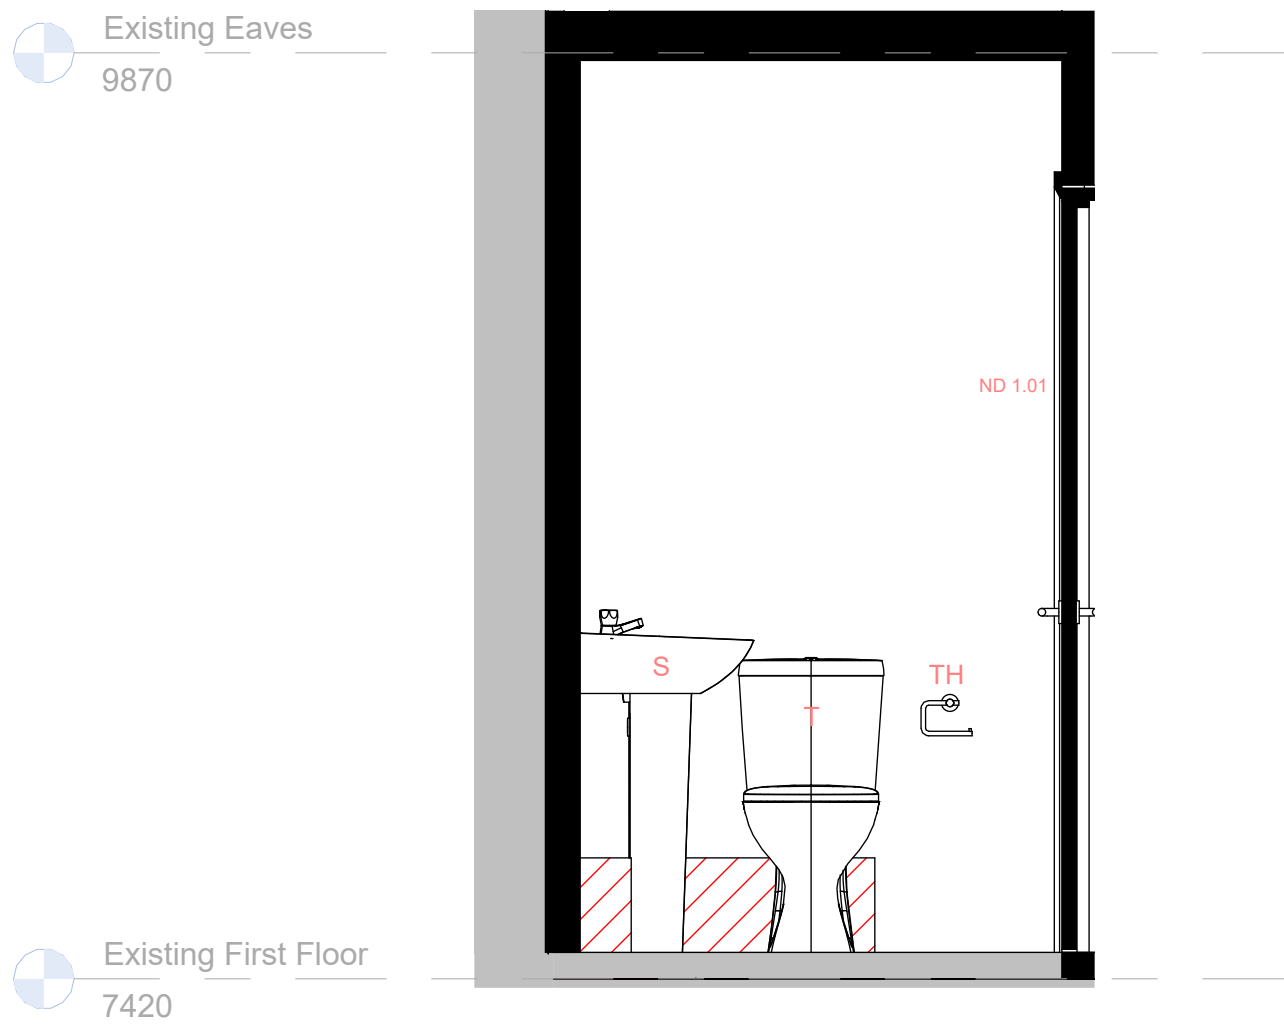 Existing Eaves
9870
ND 1.01
S
TH
T
Existing First Floor
7420